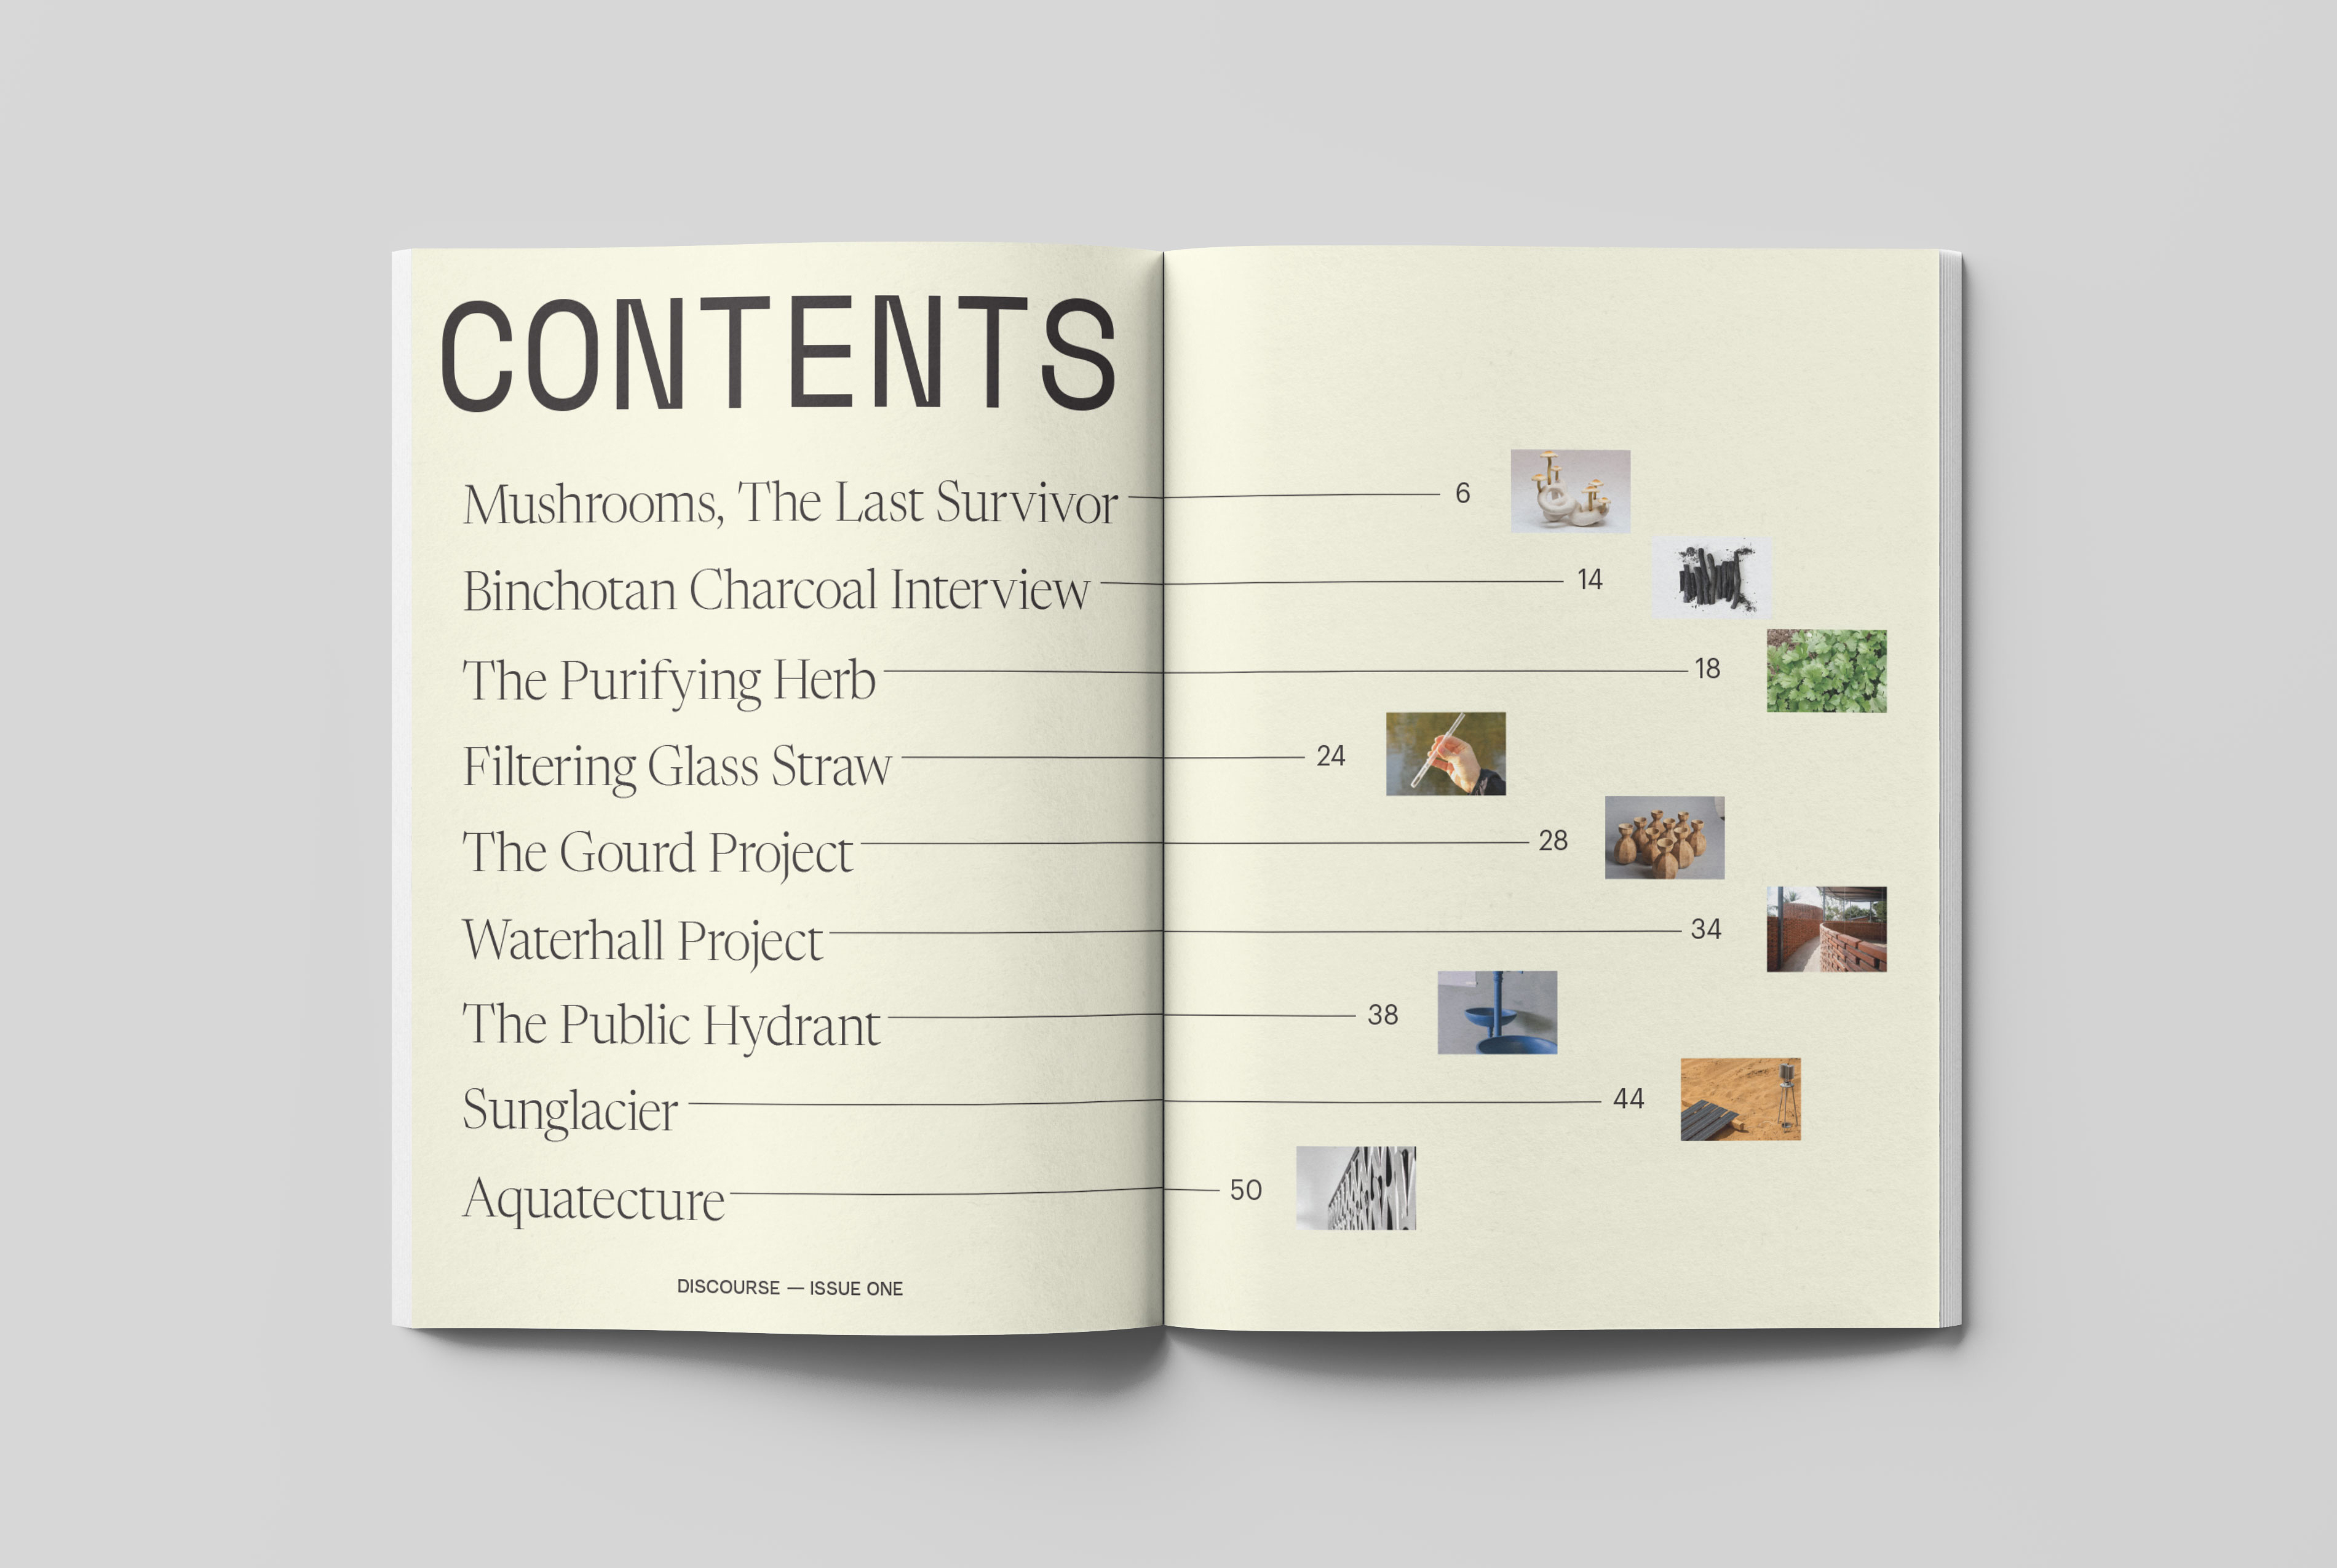 CONTENTS
Mushrooms, The Last Survivor 6
Binchotan Charcoal Interview 14
The Purifying Herb 18
Filtering Glass Straw 24
The Gourd Project 28
Waterhall Project 34
The Public Hydrant 38
Sunglacier 44
Aquatecture 50
DISCOURSE — ISSUE ONE